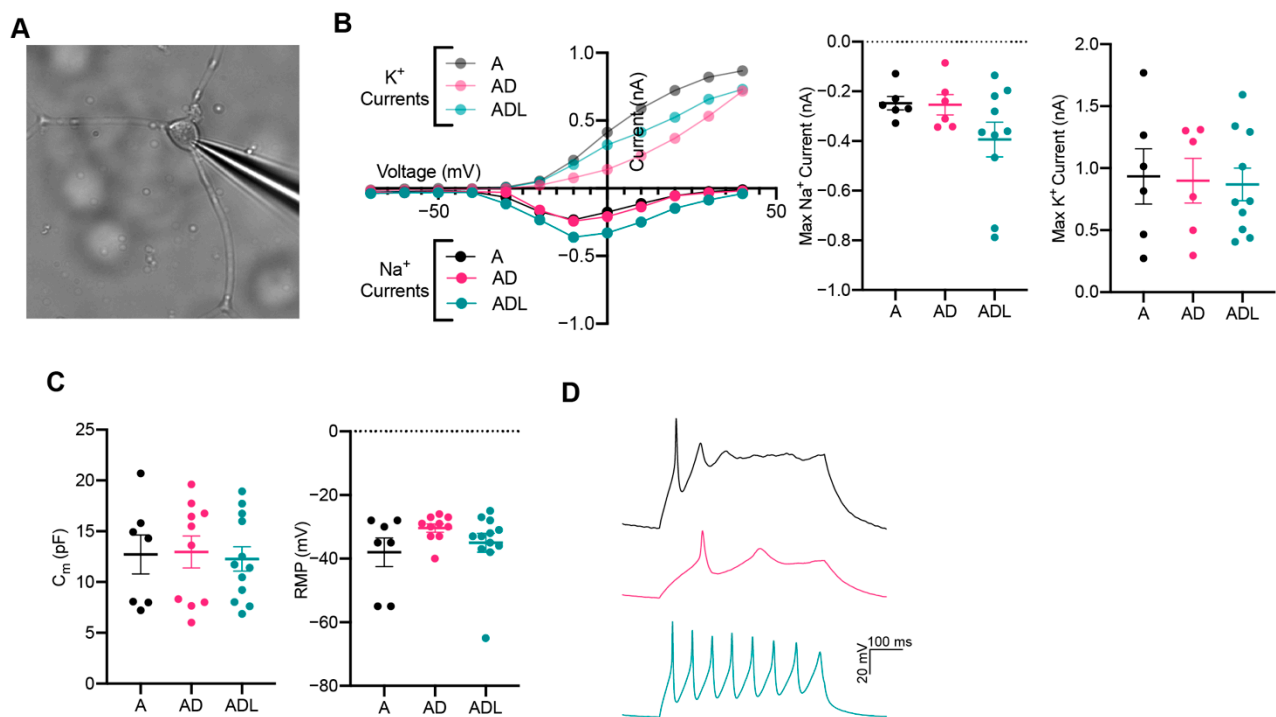 A
B
K⁺
Currents
A
AD
ADL
1.0
0.5
−0.5
−1.0
Current (nA)
Voltage (mV)
−50
50
Na⁺
Currents
A
AD
ADL
Max Na⁺ Current (nA)
0.0
−0.2
−0.4
−0.6
−0.8
−1.0
A
AD
ADL
Max K⁺ Current (nA)
2.0
1.5
1.0
0.5
0.0
A
AD
ADL
C
Cₘ (pF)
25
20
15
10
5
0
A
AD
ADL
RMP (mV)
0
−20
−40
−60
−80
A
AD
ADL
D
100 ms
20 mV